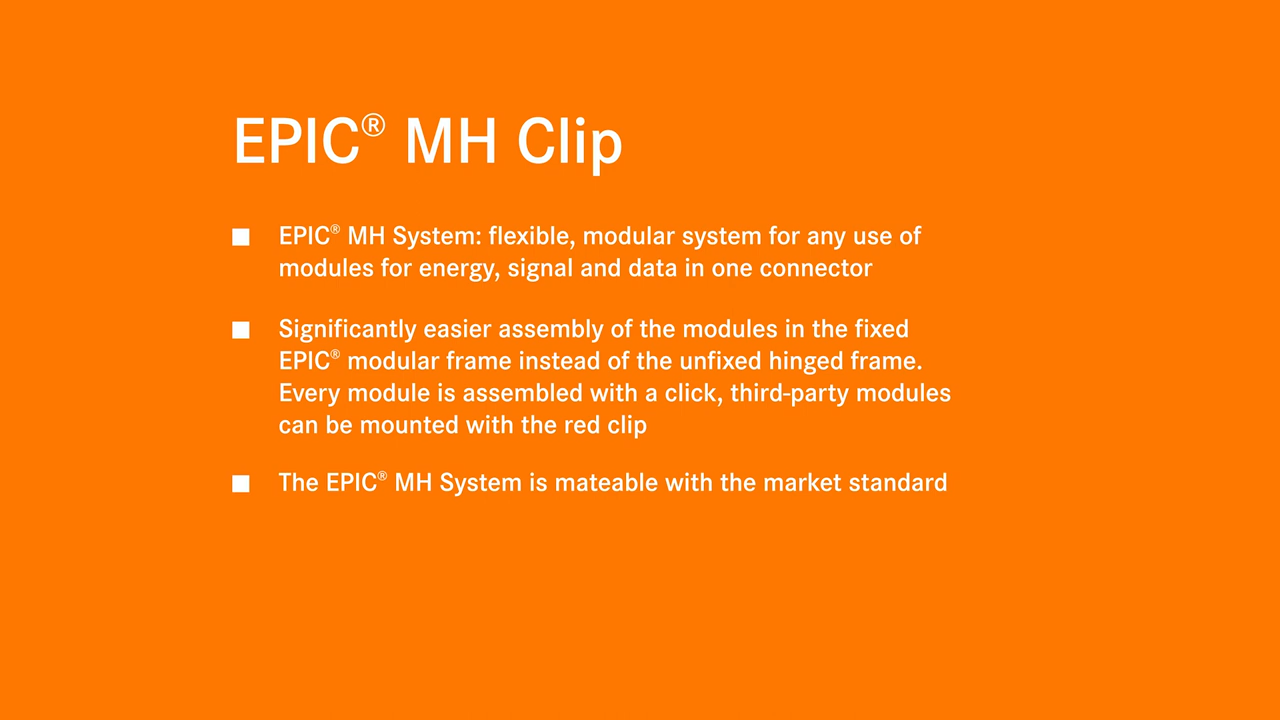 EPIC® MH Clip
EPIC® MH System: flexible, modular system for any use of
modules for energy, signal and data in one connector
Significantly easier assembly of the modules in the fixed
EPIC® modular frame instead of the unfixed hinged frame.
Every module is assembled with a click, third-party modules
can be mounted with the red clip
The EPIC® MH System is mateable with the market standard